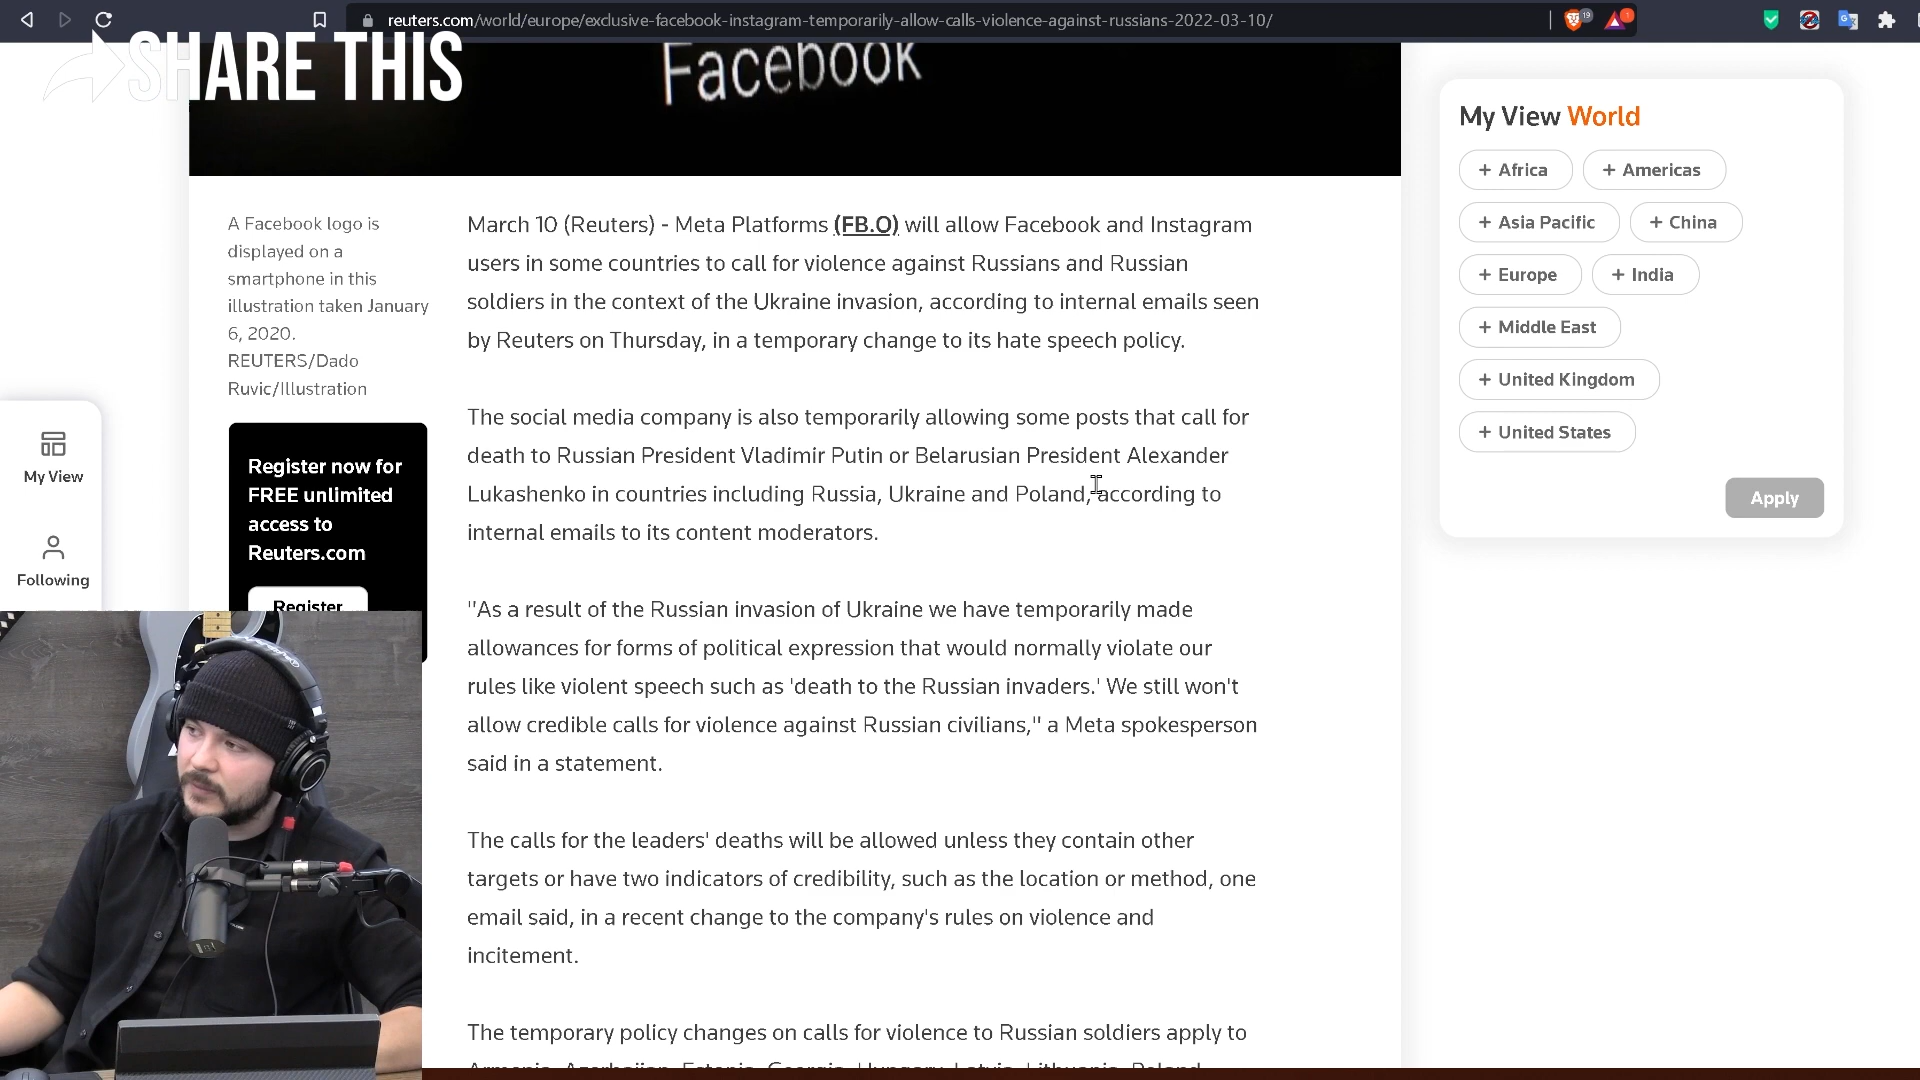 reuters.com/world/europe/exclusive-facebook-instagram-temporarily-allow-calls-violence-against-russians-2022-03-10/
19
1
SHARE THIS
Facebook
A Facebook logo is
displayed on a
smartphone in this
illustration taken January
6, 2020.
REUTERS/Dado
Ruvic/Illustration
Register now for
FREE unlimited
access to
Reuters.com
Register
My View
Following
March 10 (Reuters) - Meta Platforms (FB.O) will allow Facebook and Instagram
users in some countries to call for violence against Russians and Russian
soldiers in the context of the Ukraine invasion, according to internal emails seen
by Reuters on Thursday, in a temporary change to its hate speech policy.
The social media company is also temporarily allowing some posts that call for
death to Russian President Vladimir Putin or Belarusian President Alexander
Lukashenko in countries including Russia, Ukraine and Poland, according to
internal emails to its content moderators.
"As a result of the Russian invasion of Ukraine we have temporarily made
allowances for forms of political expression that would normally violate our
rules like violent speech such as 'death to the Russian invaders.' We still won't
allow credible calls for violence against Russian civilians," a Meta spokesperson
said in a statement.
The calls for the leaders' deaths will be allowed unless they contain other
targets or have two indicators of credibility, such as the location or method, one
email said, in a recent change to the company's rules on violence and
incitement.
The temporary policy changes on calls for violence to Russian soldiers apply to
Armenia, Azerbaijan, Estonia, Georgia, Hungary, Latvia, Lithuania, Poland,
My View World
+ Africa
+ Americas
+ Asia Pacific
+ China
+ Europe
+ India
+ Middle East
+ United Kingdom
+ United States
Apply